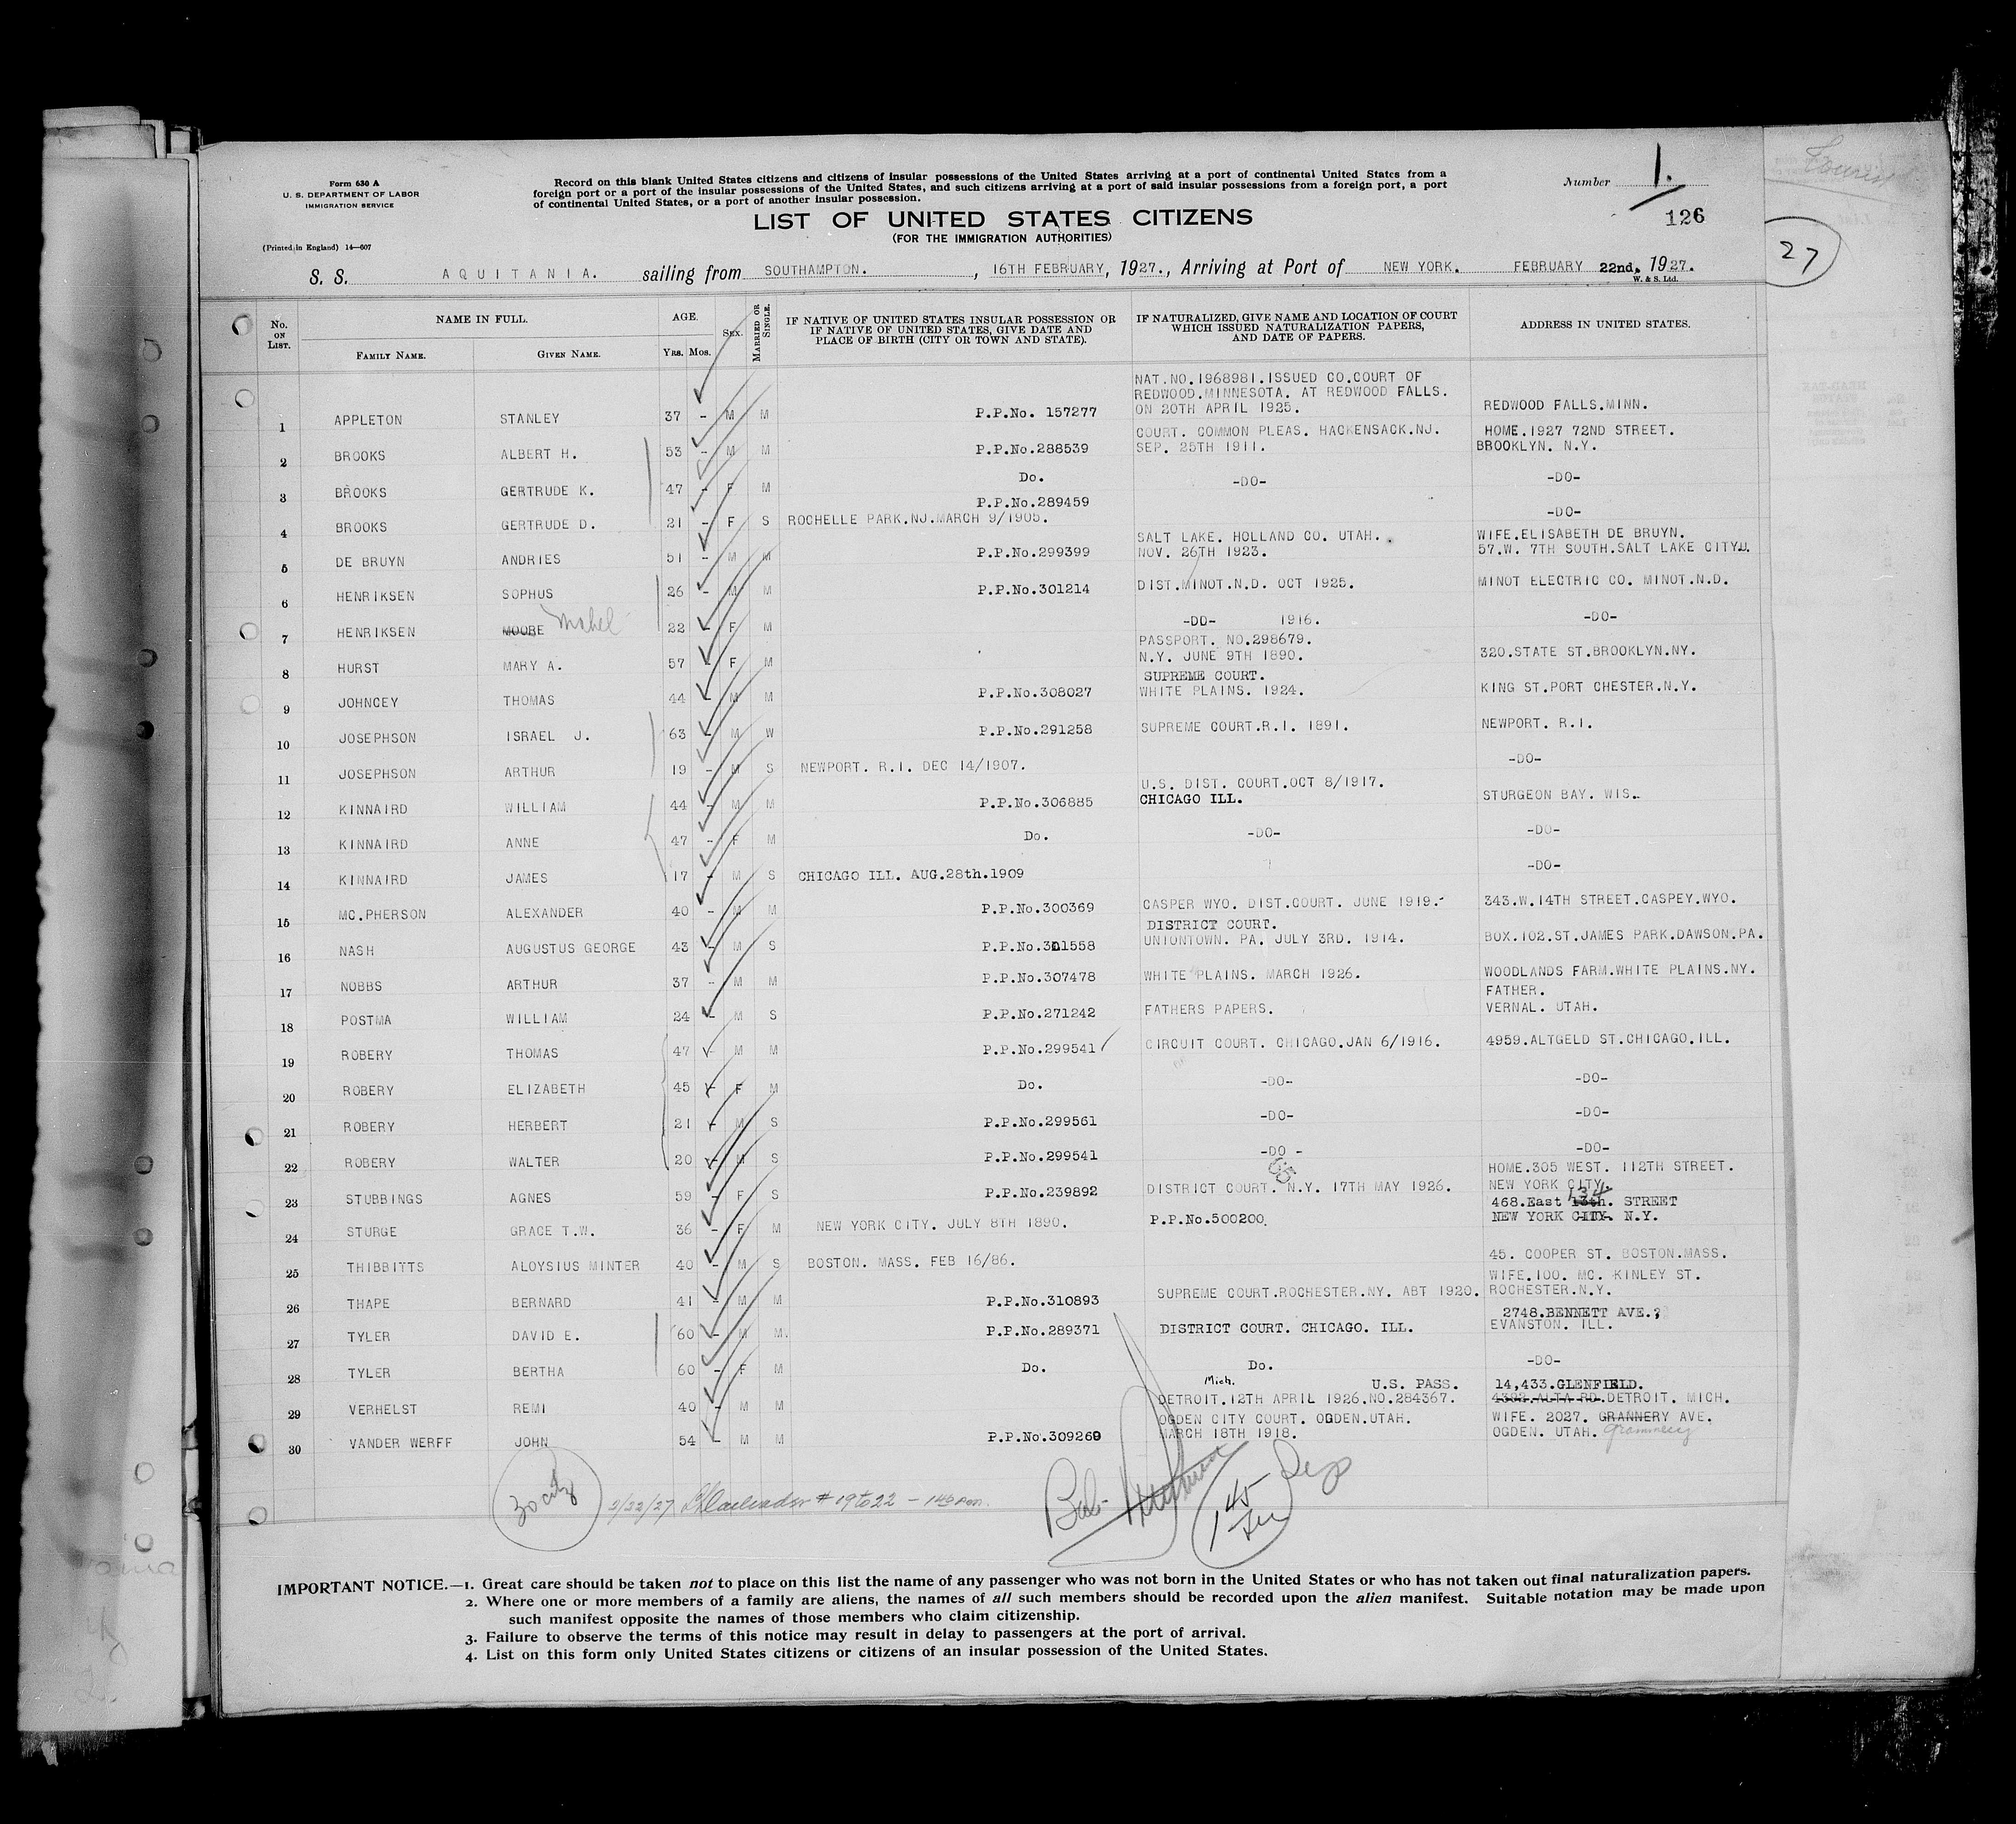 Form 630 A
U. S. DEPARTMENT OF LABOR
IMMIGRATION SERVICE
(Printed in England) 14—607
Record on this blank United States citizens and citizens of insular possessions of the United States arriving at a port of continental United States from a
foreign port or a port of the insular possessions of the United States, and such citizens arriving at a port of said insular possessions from a foreign port, a port
of continental United States, or a port of another insular possession.
Number 1.
126
27
LIST OF UNITED STATES CITIZENS
(FOR THE IMMIGRATION AUTHORITIES)
S. S. AQUITANIA. sailing from SOUTHAMPTON. , 16TH FEBRUARY, 1927., Arriving at Port of NEW YORK. FEBRUARY 22nd, 1927.
W. & S. Ltd.
No. ON LIST. NAME IN FULL. FAMILY NAME. GIVEN NAME. AGE. YRS. MOS. SEX. MARRIED OR SINGLE. IF NATIVE OF UNITED STATES INSULAR POSSESSION OR IF NATIVE OF UNITED STATES, GIVE DATE AND PLACE OF BIRTH (CITY OR TOWN AND STATE). IF NATURALIZED, GIVE NAME AND LOCATION OF COURT WHICH ISSUED NATURALIZATION PAPERS, AND DATE OF PAPERS. ADDRESS IN UNITED STATES.
1 APPLETON STANLEY 37 - M M P.P.No. 157277 NAT.NO.1968981.ISSUED CO.COURT OF REDWOOD.MINNESOTA. AT REDWOOD FALLS. ON 20TH APRIL 1925. REDWOOD FALLS.MINN.
2 BROOKS ALBERT H. 53 - M M P.P.No.288539 COURT. COMMON PLEAS. HACKENSACK.NJ. SEP. 25TH 1911. HOME.1927 72ND STREET. BROOKLYN. N.Y.
3 BROOKS GERTRUDE K. 47 - F M Do. -DO- -DO-
4 BROOKS GERTRUDE D. 21 - F S P.P.No.289459 ROCHELLE PARK.NJ.MARCH 9/1905. -DO-
5 DE BRUYN ANDRIES 51 - M M P.P.No.299399 SALT LAKE. HOLLAND CO. UTAH. NOV. 26TH 1923. WIFE.ELISABETH DE BRUYN. 57.W. 7TH SOUTH.SALT LAKE CITY.U.
6 HENRIKSEN SOPHUS 26 - M M P.P.No.301214 DIST.MINOT.N.D. OCT 1925. MINOT ELECTRIC CO. MINOT.N.D.
7 HENRIKSEN MOORE Mabel 22 - F M -DO- 1916. -DO-
8 HURST MARY A. 57 - F M PASSPORT. NO.298679. N.Y. JUNE 9TH 1890. 320.STATE ST.BROOKLYN.NY.
9 JOHNCEY THOMAS 44 - M M P.P.No.308027 SUPREME COURT. WHITE PLAINS. 1924. KING ST.PORT CHESTER.N.Y.
10 JOSEPHSON ISRAEL J. 63 - M W P.P.No.291258 SUPREME COURT.R.I. 1891. NEWPORT. R.I.
11 JOSEPHSON ARTHUR 19 - M S NEWPORT. R.I. DEC 14/1907. -DO-
12 KINNAIRD WILLIAM 44 - M M P.P.No.306885 U.S. DIST. COURT.OCT 8/1917. CHICAGO ILL. STURGEON BAY. WIS.
13 KINNAIRD ANNE 47 - F M Do. -DO- -DO-
14 KINNAIRD JAMES 17 - M S CHICAGO ILL. AUG.28th.1909 -DO-
15 MC.PHERSON ALEXANDER 40 - M M P.P.No.300369 CASPER WYO. DIST.COURT. JUNE 1919. 343.W.14TH STREET.CASPEY.WYO.
16 NASH AUGUSTUS GEORGE 43 - M S P.P.No.301558 DISTRICT COURT. UNIONTOWN. PA. JULY 3RD. 1914. BOX.102.ST.JAMES PARK.DAWSON.PA.
17 NOBBS ARTHUR 37 - M M P.P.No.307478 WHITE PLAINS. MARCH 1926. WOODLANDS FARM.WHITE PLAINS.NY.
18 POSTMA WILLIAM 24 - M S P.P.No.271242 FATHERS PAPERS. FATHER. VERNAL. UTAH.
19 ROBERY THOMAS 47 - M M P.P.No.299541 CIRCUIT COURT. CHICAGO.JAN 6/1916. 4959.ALTGELD ST.CHICAGO.ILL.
20 ROBERY ELIZABETH 45 - F M Do. -DO- -DO-
21 ROBERY HERBERT 21 - M S P.P.No.299561 -DO- -DO-
22 ROBERY WALTER 20 - M S P.P.No.299541 -DO - -DO-
23 STUBBINGS AGNES 59 - F S P.P.No.239892 DISTRICT COURT. N.Y. 17TH MAY 1926. HOME.305 WEST. 112TH STREET. NEW YORK CITY.
24 STURGE GRACE T.W. 36 - F M NEW YORK CITY. JULY 8TH 1890. P.P.No.500200. 468.East 13th. 134 STREET NEW YORK CITY. N.Y.
25 THIBBITTS ALOYSIUS MINTER 40 - M S BOSTON. MASS. FEB 16/86. 45. COOPER ST. BOSTON.MASS.
26 THAPE BERNARD 41 - M M P.P.No.310893 SUPREME COURT.ROCHESTER.NY. ABT 1920. WIFE.100. MC. KINLEY ST. ROCHESTER.N.Y.
27 TYLER DAVID E. 60 - M M. P.P.No.289371 DISTRICT COURT. CHICAGO. ILL. 2748.BENNETT AVE.; EVANSTON. ILL.
28 TYLER BERTHA 60 - F M Do. Do. -DO-
29 VERHELST REMI 40 - M M Mich. U.S. PASS. DETROIT.12TH APRIL 1926.NO.284367. 14,433.GLENFIELD. 4392.ALTA RD.DETROIT. MICH.
30 VANDER WERFF JOHN 54 - M M P.P.No.309260 OGDEN CITY COURT. OGDEN.UTAH. MARCH 18TH 1918. WIFE. 2027. GRANNERY AVE. OGDEN. UTAH. Grammery
30 city
2/22/27 # 19 to 22 -
145
IMPORTANT NOTICE.—1. Great care should be taken not to place on this list the name of any passenger who was not born in the United States or who has not taken out final naturalization papers.
2. Where one or more members of a family are aliens, the names of all such members should be recorded upon the alien manifest. Suitable notation may be made upon
such manifest opposite the names of those members who claim citizenship.
3. Failure to observe the terms of this notice may result in delay to passengers at the port of arrival.
4. List on this form only United States citizens or citizens of an insular possession of the United States.